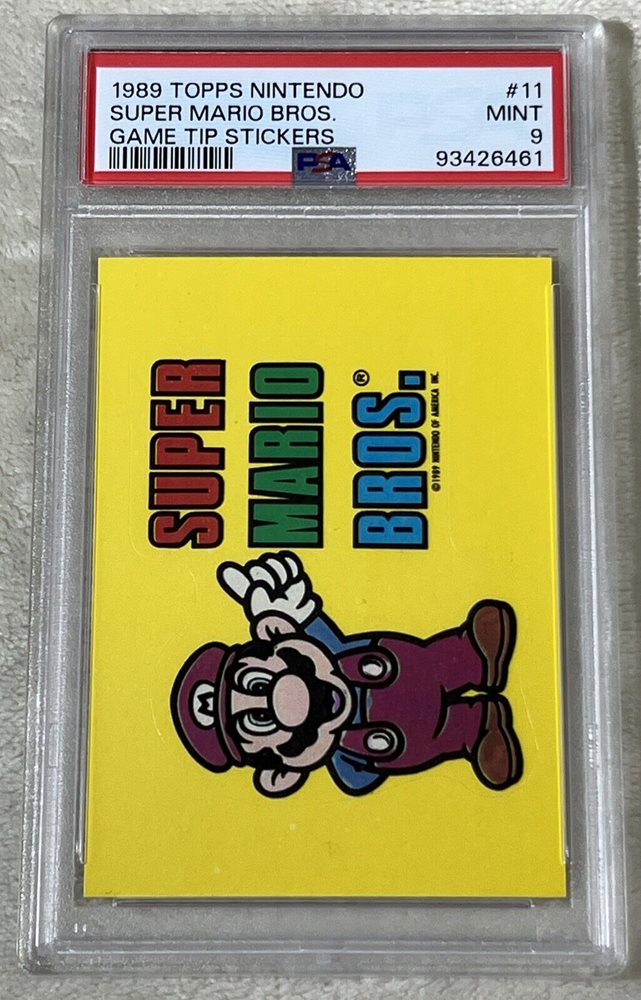 1989 TOPPS NINTENDO #11
SUPER MARIO BROS. MINT
GAME TIP STICKERS 9
PSA 93426461
SUPER
MARIO
BROS.®
©1989 NINTENDO OF AMERICA INC.
M